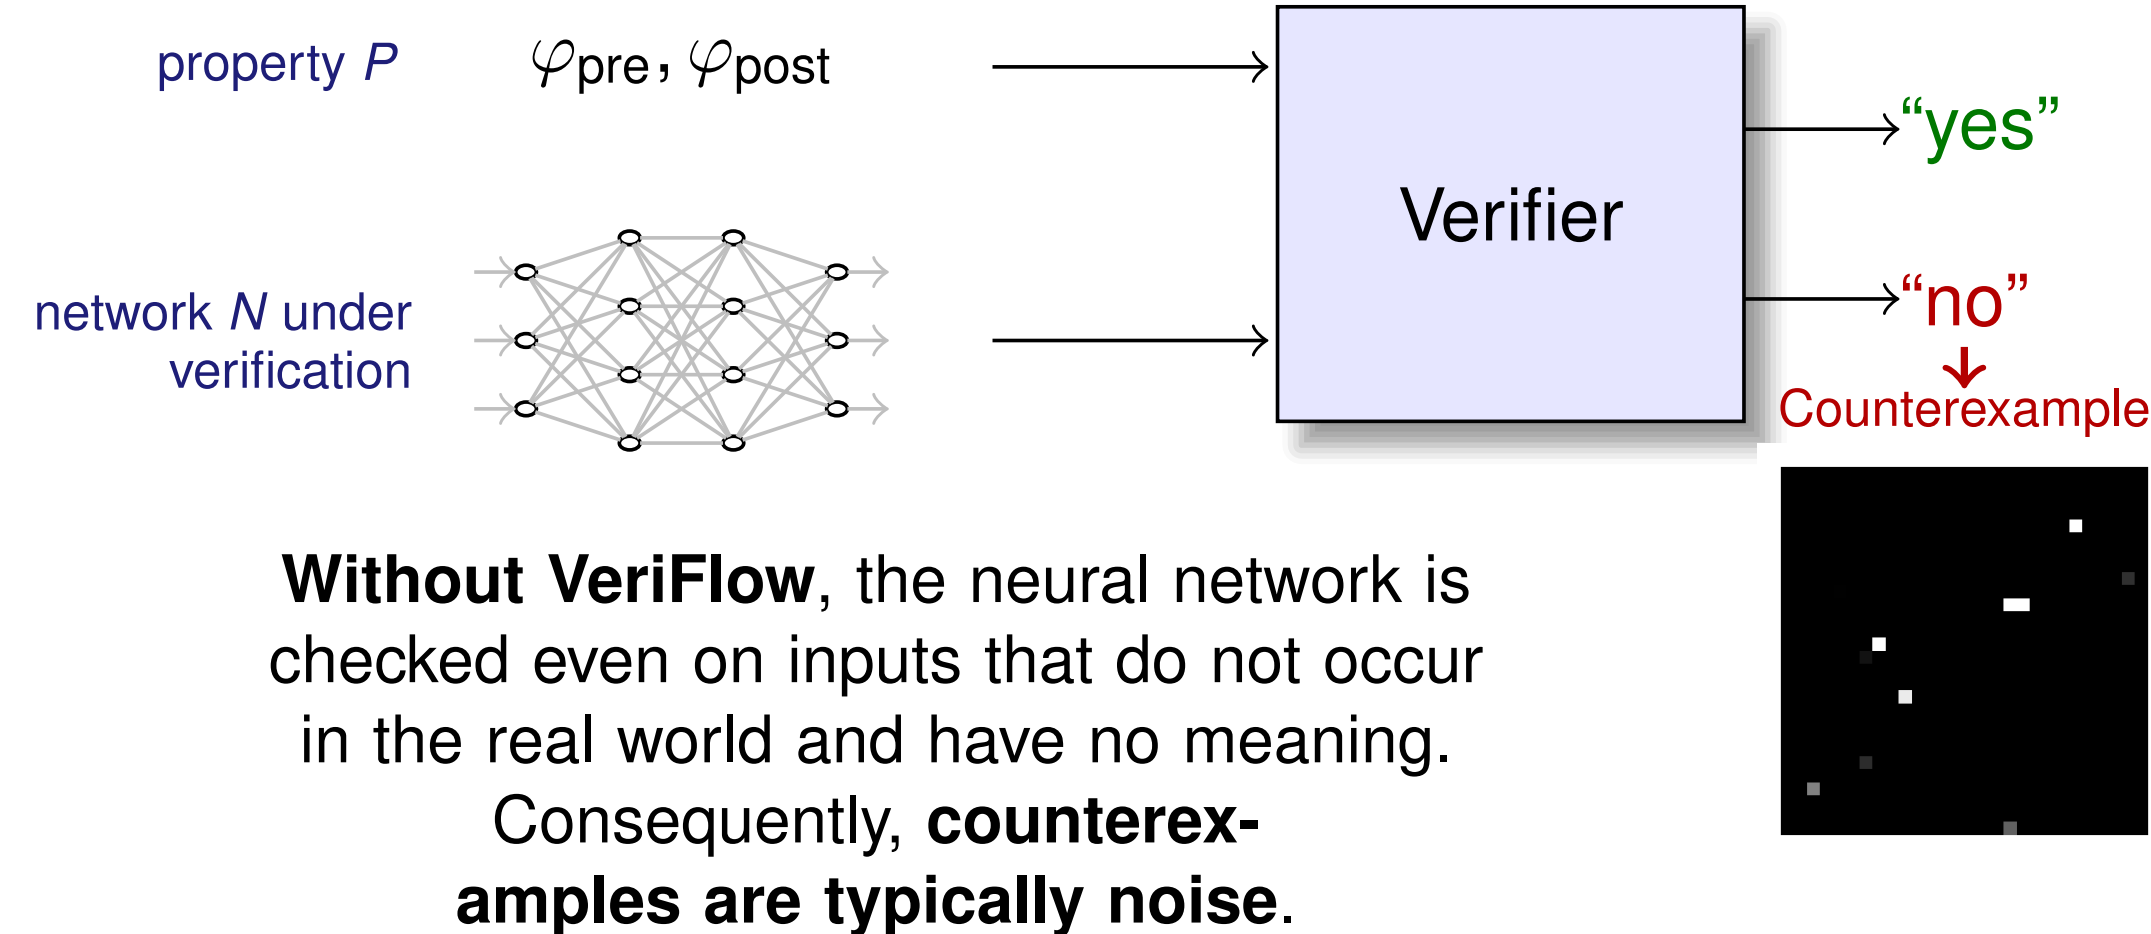 property P
φpre, φpost
network N under
verification
Verifier
“yes”
“no”
Counterexample
Without VeriFlow, the neural network is
checked even on inputs that do not occur
in the real world and have no meaning.
Consequently, counterex-
amples are typically noise.